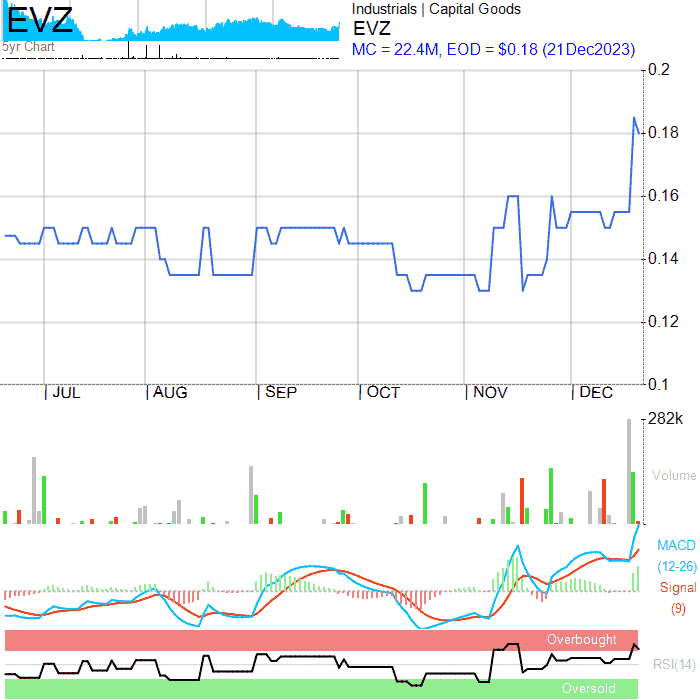 EVZ
5yr Chart
Industrials | Capital Goods
EVZ
MC = 22.4M, EOD = $0.18 (21Dec2023)
0.2
0.18
0.16
0.14
0.12
0.1
JUL AUG SEP OCT NOV DEC
282k
Volume
MACD
(12-26)
Signal
(9)
Overbought
RSI(14)
Oversold